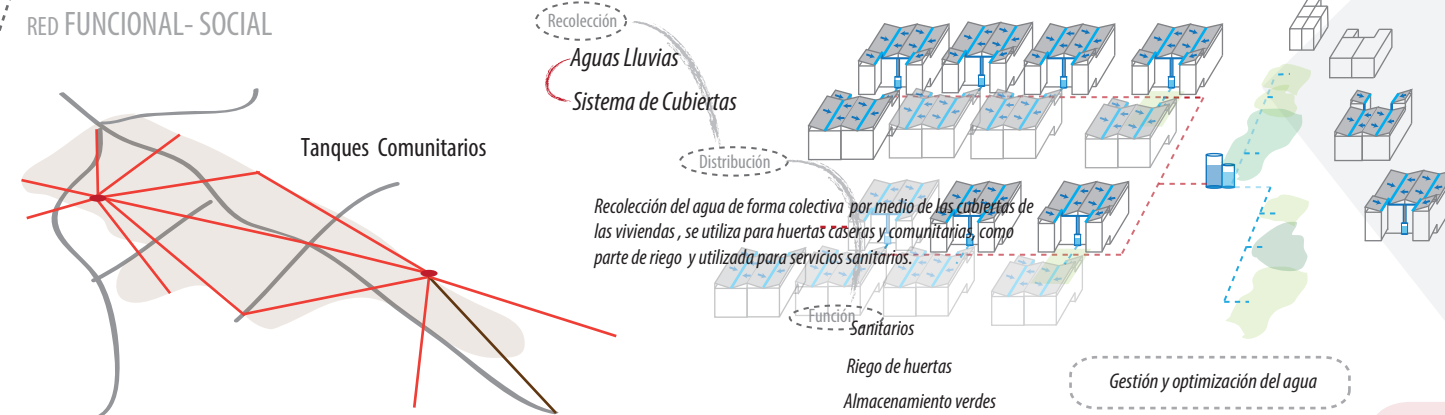 RED FUNCIONAL- SOCIAL
Tanques Comunitarios
Recolección
Aguas Lluvias
Sistema de Cubiertas
Distribución
Recolección del agua de forma colectiva por medio de las cubiertas de
las viviendas , se utiliza para huertas caseras y comunitarias, como
parte de riego y utilizada para servicios sanitarios.
Función
Sanitarios
Riego de huertas
Almacenamiento verdes
Gestión y optimización del agua